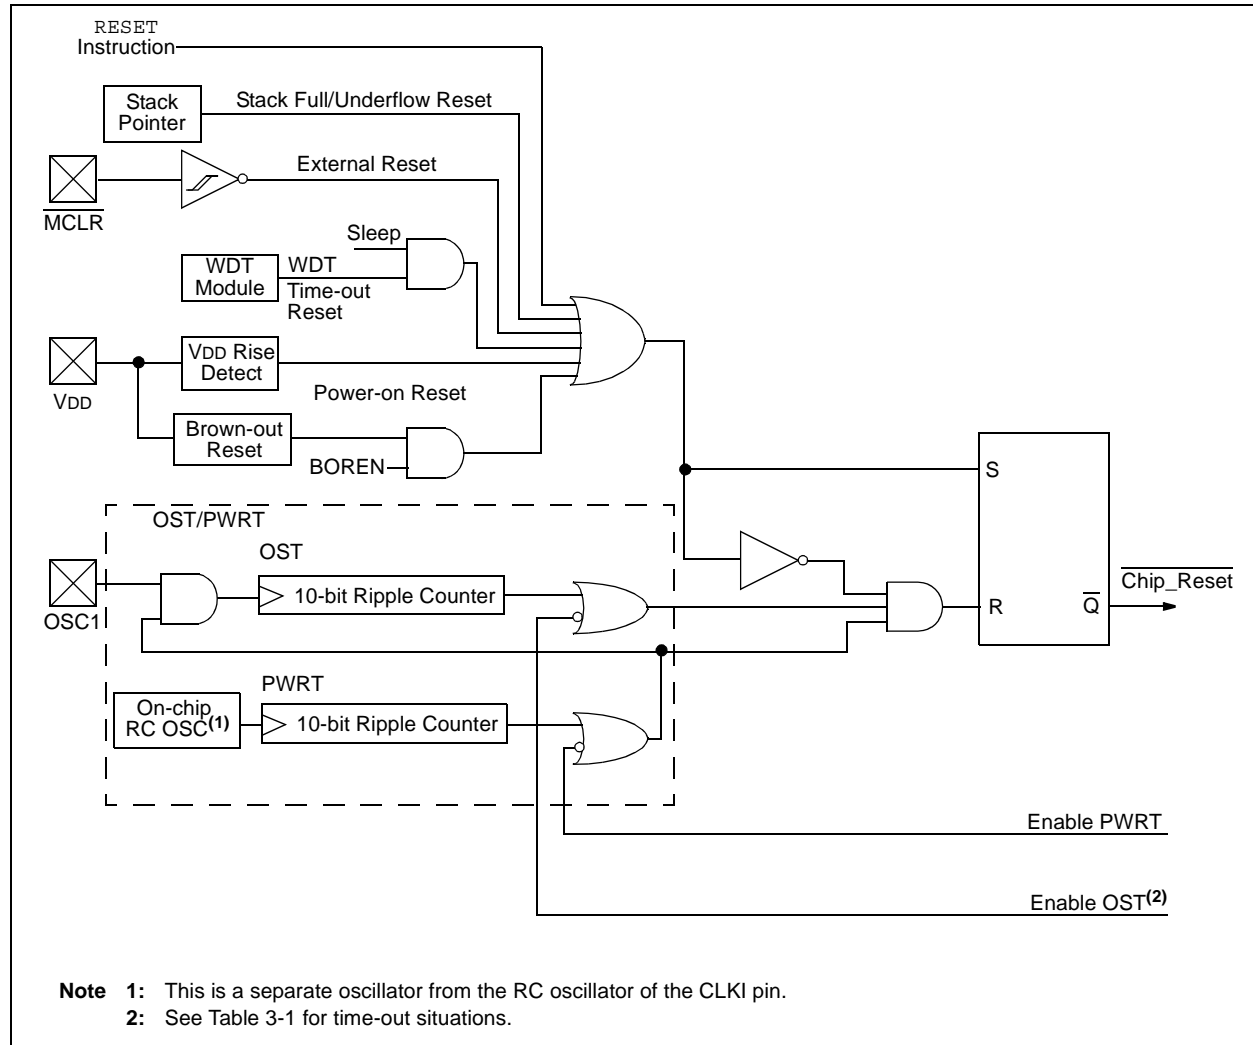 RESET
Instruction
Stack
Pointer
Stack Full/Underflow Reset
External Reset
MCLR
Sleep
WDT
Module
WDT
Time-out
Reset
VDD Rise
Detect
VDD
Power-on Reset
Brown-out
Reset
BOREN
S
OST/PWRT
OST
10-bit Ripple Counter
OSC1
Chip_Reset
R
Q
PWRT
On-chip
RC OSC(1)
10-bit Ripple Counter
Enable PWRT
Enable OST(2)
Note 1: This is a separate oscillator from the RC oscillator of the CLKI pin.
2: See Table 3-1 for time-out situations.